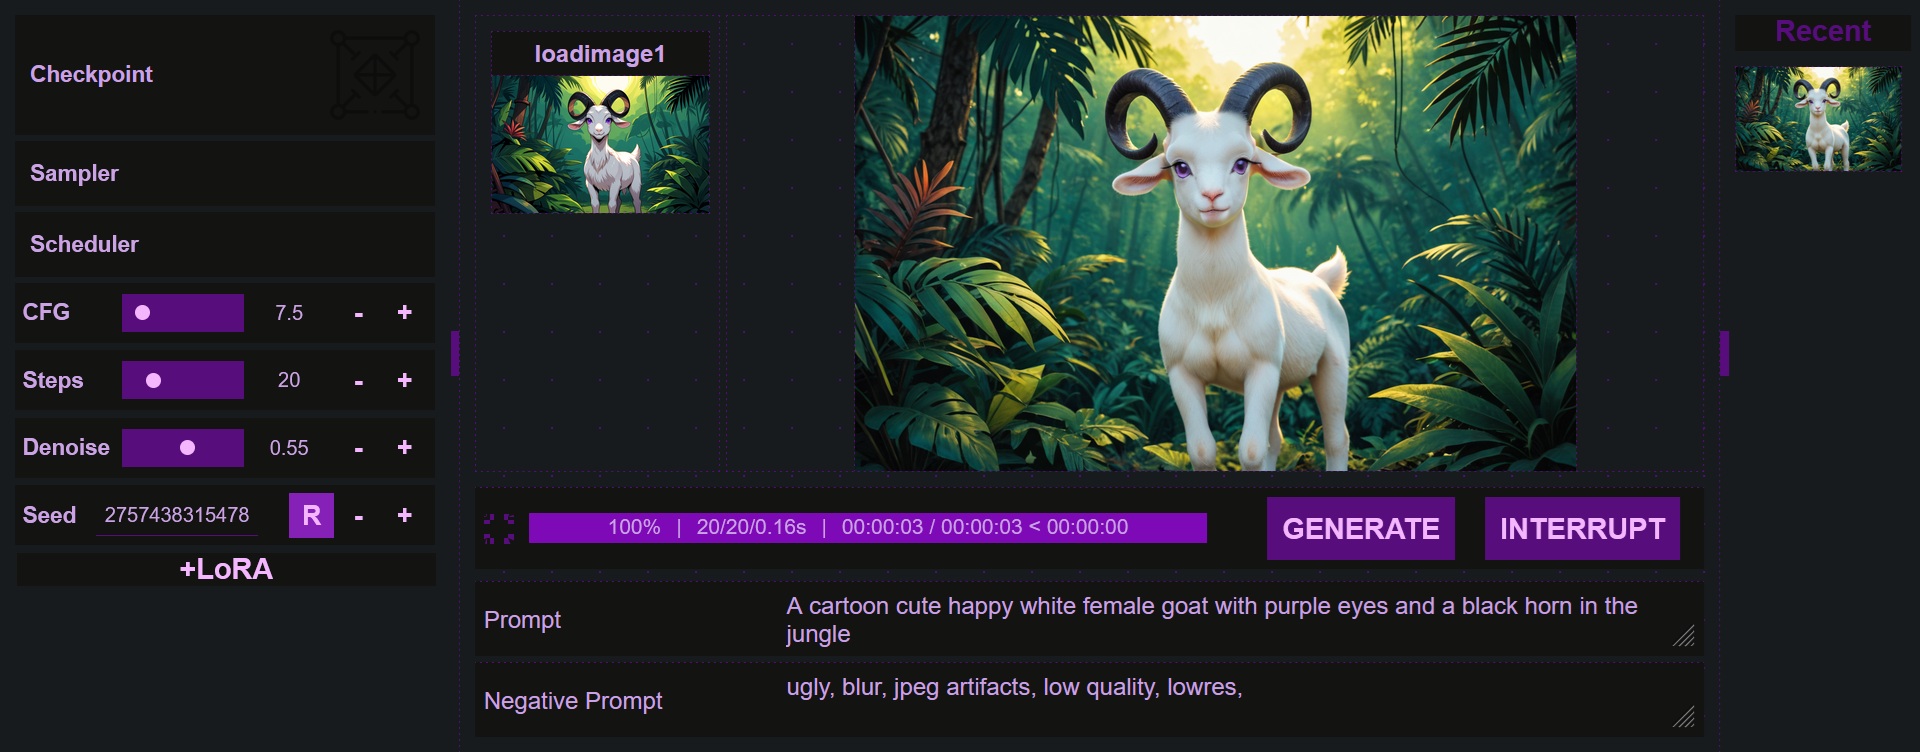 Checkpoint
Sampler
Scheduler
CFG 7.5 - +
Steps 20 - +
Denoise 0.55 - +
Seed 2757438315478 R - +
+LoRA
loadimage1
100% | 20/20/0.16s | 00:00:03 / 00:00:03 < 00:00:00
GENERATE INTERRUPT
Prompt
A cartoon cute happy white female goat with purple eyes and a black horn in the
jungle
Negative Prompt
ugly, blur, jpeg artifacts, low quality, lowres,
Recent